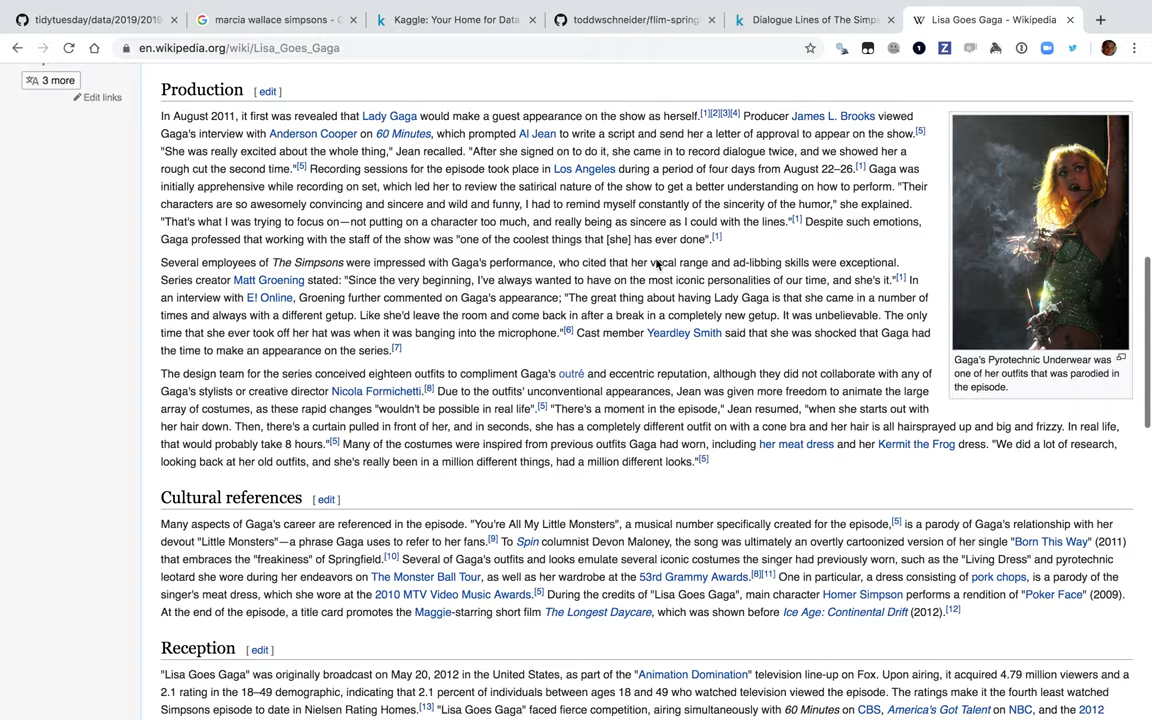 tidytuesday/data/2019/2019
marcia wallace simpsons -
Kaggle: Your Home for Data
toddwschneider/flim-spring
Dialogue Lines of The Simps
W Lisa Goes Gaga - Wikipedia
en.wikipedia.org/wiki/Lisa_Goes_Gaga
3 more
Edit links
Production [ edit ]
In August 2011, it first was revealed that Lady Gaga would make a guest appearance on the show as herself.[1][2][3][4] Producer James L. Brooks viewed
Gaga's interview with Anderson Cooper on 60 Minutes, which prompted Al Jean to write a script and send her a letter of approval to appear on the show.[5]
"She was really excited about the whole thing," Jean recalled. "After she signed on to do it, she came in to record dialogue twice, and we showed her a
rough cut the second time."[5] Recording sessions for the episode took place in Los Angeles during a period of four days from August 22–26.[1] Gaga was
initially apprehensive while recording on set, which led her to review the satirical nature of the show to get a better understanding on how to perform. "Their
characters are so awesomely convincing and sincere and wild and funny, I had to remind myself constantly of the sincerity of the humor," she explained.
"That's what I was trying to focus on—not putting on a character too much, and really being as sincere as I could with the lines."[1] Despite such emotions,
Gaga professed that working with the staff of the show was "one of the coolest things that [she] has ever done".[1]
Several employees of The Simpsons were impressed with Gaga's performance, who cited that her vocal range and ad-libbing skills were exceptional.
Series creator Matt Groening stated: "Since the very beginning, I've always wanted to have on the most iconic personalities of our time, and she's it."[1] In
an interview with E! Online, Groening further commented on Gaga's appearance; "The great thing about having Lady Gaga is that she came in a number of
times and always with a different getup. Like she'd leave the room and come back in after a break in a completely new getup. It was unbelievable. The only
time that she ever took off her hat was when it was banging into the microphone."[6] Cast member Yeardley Smith said that she was shocked that Gaga had
the time to make an appearance on the series.[7]
Gaga's Pyrotechnic Underwear was
one of her outfits that was parodied in
the episode.
The design team for the series conceived eighteen outfits to compliment Gaga's outré and eccentric reputation, although they did not collaborate with any of
Gaga's stylists or creative director Nicola Formichetti.[8] Due to the outfits' unconventional appearances, Jean was given more freedom to animate the large
array of costumes, as these rapid changes "wouldn't be possible in real life".[5] "There's a moment in the episode," Jean resumed, "when she starts out with
her hair down. Then, there's a curtain pulled in front of her, and in seconds, she has a completely different outfit on with a cone bra and her hair is all hairsprayed up and big and frizzy. In real life,
that would probably take 8 hours."[5] Many of the costumes were inspired from previous outfits Gaga had worn, including her meat dress and her Kermit the Frog dress. "We did a lot of research,
looking back at her old outfits, and she's really been in a million different things, had a million different looks."[5]
Cultural references [ edit ]
Many aspects of Gaga's career are referenced in the episode. "You're All My Little Monsters", a musical number specifically created for the episode,[5] is a parody of Gaga's relationship with her
devout "Little Monsters"—a phrase Gaga uses to refer to her fans.[9] To Spin columnist Devon Maloney, the song was ultimately an overtly cartoonized version of her single "Born This Way" (2011)
that embraces the "freakiness" of Springfield.[10] Several of Gaga's outfits and looks emulate several iconic costumes the singer had previously worn, such as the "Living Dress" and pyrotechnic
leotard she wore during her endeavors on The Monster Ball Tour, as well as her wardrobe at the 53rd Grammy Awards.[8][11] One in particular, a dress consisting of pork chops, is a parody of the
singer's meat dress, which she wore at the 2010 MTV Video Music Awards.[5] During the credits of "Lisa Goes Gaga", main character Homer Simpson performs a rendition of "Poker Face" (2009).
At the end of the episode, a title card promotes the Maggie-starring short film The Longest Daycare, which was shown before Ice Age: Continental Drift (2012).[12]
Reception [ edit ]
"Lisa Goes Gaga" was originally broadcast on May 20, 2012 in the United States, as part of the "Animation Domination" television line-up on Fox. Upon airing, it acquired 4.79 million viewers and a
2.1 rating in the 18–49 demographic, indicating that 2.1 percent of individuals between ages 18 and 49 who watched television viewed the episode. The ratings make it the fourth least watched
Simpsons episode to date in Nielsen Rating Homes.[13] "Lisa Goes Gaga" faced fierce competition, airing simultaneously with 60 Minutes on CBS, America's Got Talent on NBC, and the 2012